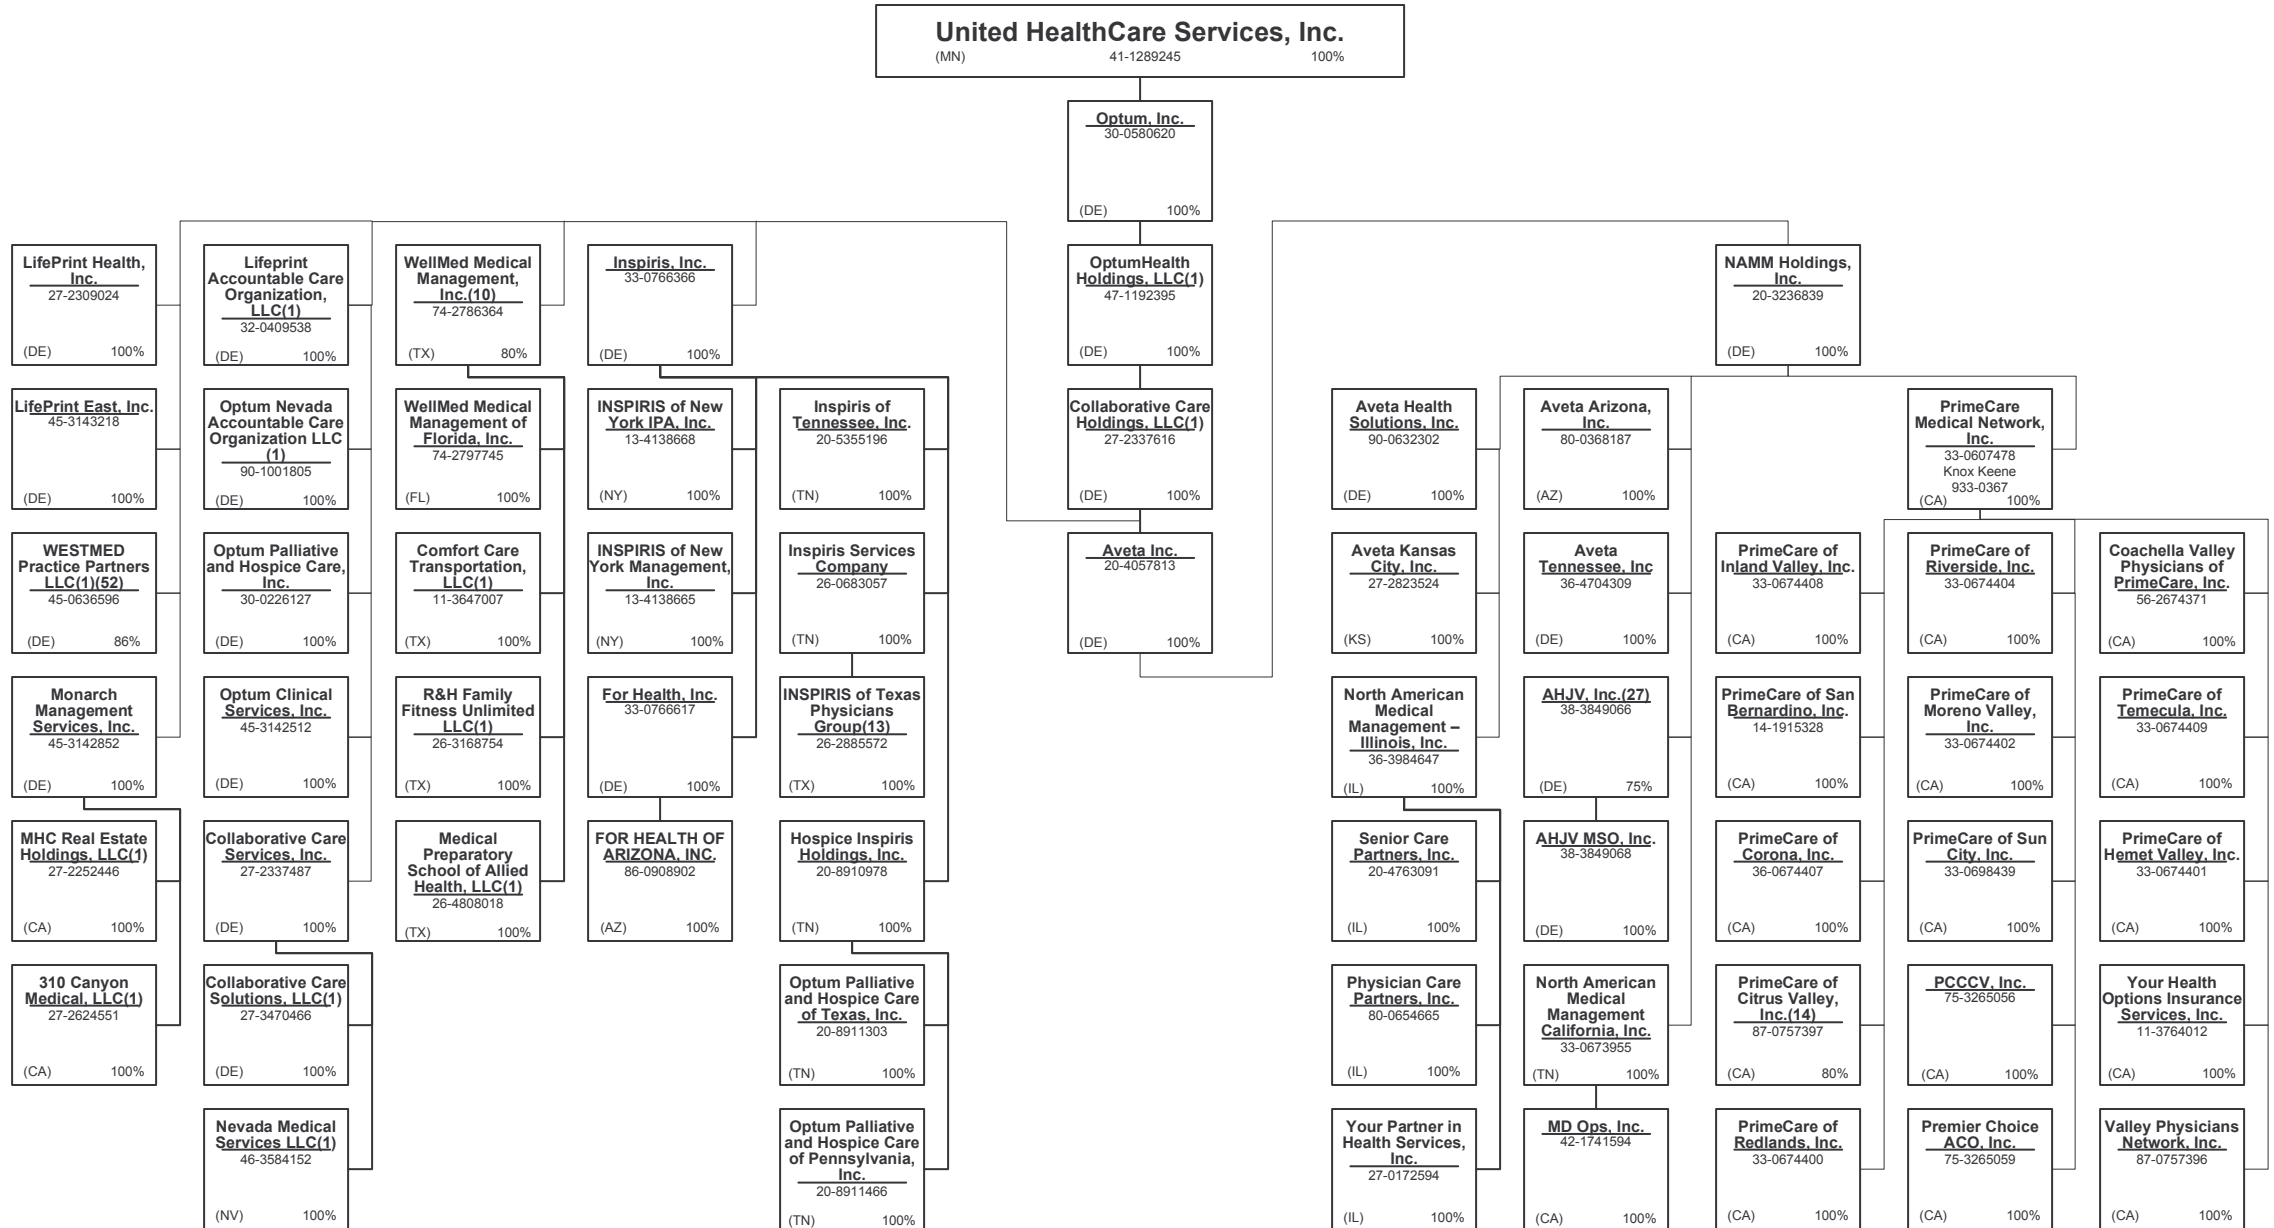 United HealthCare Services, Inc.
(MN) 41-1289245 100%
Optum, Inc.
30-0580620
(DE) 100%
LifePrint Health,
Inc.
27-2309024
(DE) 100%
Lifeprint
Accountable Care
Organization,
LLC(1)
32-0409538
(DE) 100%
WellMed Medical
Management,
Inc.(10)
74-2786364
(TX) 80%
Inspiris, Inc.
33-0766366
(DE) 100%
OptumHealth
Holdings, LLC(1)
47-1192395
(DE) 100%
NAMM Holdings,
Inc.
20-3236839
(DE) 100%
LifePrint East, Inc.
45-3143218
(DE) 100%
Optum Nevada
Accountable Care
Organization LLC
(1)
90-1001805
(DE) 100%
WellMed Medical
Management of
Florida, Inc.
74-2797745
(FL) 100%
INSPIRIS of New
York IPA, Inc.
13-4138668
(NY) 100%
Inspiris of
Tennessee, Inc.
20-5355196
(TN) 100%
Collaborative Care
Holdings, LLC(1)
27-2337616
(DE) 100%
Aveta Health
Solutions, Inc.
90-0632302
(DE) 100%
Aveta Arizona,
Inc.
80-0368187
(AZ) 100%
PrimeCare
Medical Network,
Inc.
33-0607478
Knox Keene
933-0367
(CA) 100%
WESTMED
Practice Partners
LLC(1)(52)
45-0636596
(DE) 86%
Optum Palliative
and Hospice Care,
Inc.
30-0226127
(DE) 100%
Comfort Care
Transportation,
LLC(1)
11-3647007
(TX) 100%
INSPIRIS of New
York Management,
Inc.
13-4138665
(NY) 100%
Inspiris Services
Company
26-0683057
(TN) 100%
Aveta Inc.
20-4057813
(DE) 100%
Aveta Kansas
City, Inc.
27-2823524
(KS) 100%
Aveta
Tennessee, Inc
36-4704309
(DE) 100%
PrimeCare of
Inland Valley, Inc.
33-0674408
(CA) 100%
PrimeCare of
Riverside, Inc.
33-0674404
(CA) 100%
Coachella Valley
Physicians of
PrimeCare, Inc.
56-2674371
(CA) 100%
Monarch
Management
Services, Inc.
45-3142852
(DE) 100%
Optum Clinical
Services, Inc.
45-3142512
(DE) 100%
R&H Family
Fitness Unlimited
LLC(1)
26-3168754
(TX) 100%
For Health, Inc.
33-0766617
(DE) 100%
INSPIRIS of Texas
Physicians
Group(13)
26-2885572
(TX) 100%
North American
Medical
Management –
Illinois, Inc.
36-3984647
(IL) 100%
AHJV, Inc.(27)
38-3849066
(DE) 75%
PrimeCare of San
Bernardino, Inc.
14-1915328
(CA) 100%
PrimeCare of
Moreno Valley,
Inc.
33-0674402
(CA) 100%
PrimeCare of
Temecula, Inc.
33-0674409
(CA) 100%
MHC Real Estate
Holdings, LLC(1)
27-2252446
(CA) 100%
Collaborative Care
Services, Inc.
27-2337487
(DE) 100%
Medical
Preparatory
School of Allied
Health, LLC(1)
26-4808018
(TX) 100%
FOR HEALTH OF
ARIZONA, INC.
86-0908902
(AZ) 100%
Hospice Inspiris
Holdings, Inc.
20-8910978
(TN) 100%
Senior Care
Partners, Inc.
20-4763091
(IL) 100%
AHJV MSO, Inc.
38-3849068
(DE) 100%
PrimeCare of
Corona, Inc.
36-0674407
(CA) 100%
PrimeCare of Sun
City, Inc.
33-0698439
(CA) 100%
PrimeCare of
Hemet Valley, Inc.
33-0674401
(CA) 100%
310 Canyon
Medical, LLC(1)
27-2624551
(CA) 100%
Collaborative Care
Solutions, LLC(1)
27-3470466
(DE) 100%
Optum Palliative
and Hospice Care
of Texas, Inc.
20-8911303
(TN) 100%
Physician Care
Partners, Inc.
80-0654665
(IL) 100%
North American
Medical
Management
California, Inc.
33-0673955
(TN) 100%
PrimeCare of
Citrus Valley,
Inc.(14)
87-0757397
(CA) 80%
PCCCV, Inc.
75-3265056
(CA) 100%
Your Health
Options Insurance
Services, Inc.
11-3764012
(CA) 100%
Nevada Medical
Services LLC(1)
46-3584152
(NV) 100%
Optum Palliative
and Hospice Care
of Pennsylvania,
Inc.
20-8911466
(TN) 100%
Your Partner in
Health Services,
Inc.
27-0172594
(IL) 100%
MD Ops, Inc.
42-1741594
(CA) 100%
PrimeCare of
Redlands, Inc.
33-0674400
(CA) 100%
Premier Choice
ACO, Inc.
75-3265059
(CA) 100%
Valley Physicians
Network, Inc.
87-0757396
(CA) 100%